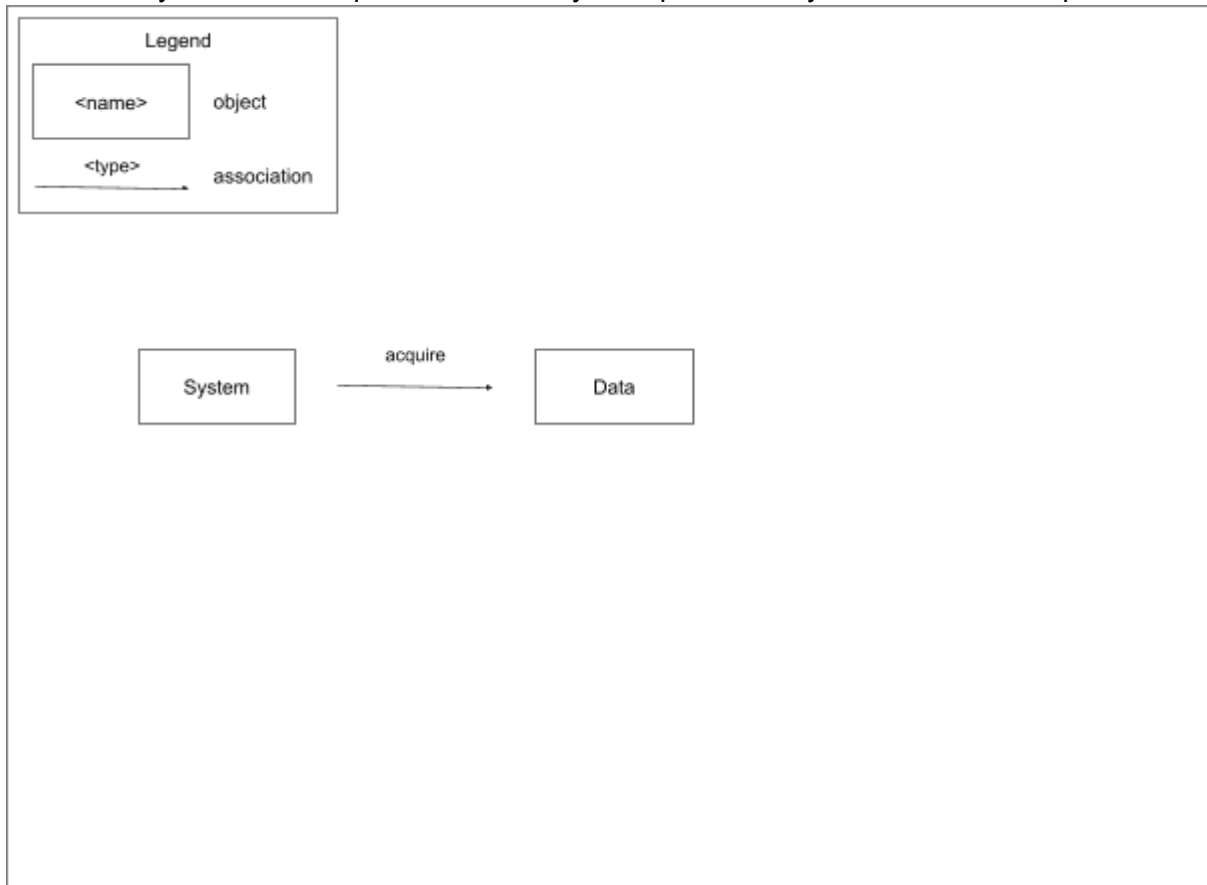 Legend
<name>
object
<type>
association
acquire
System
Data